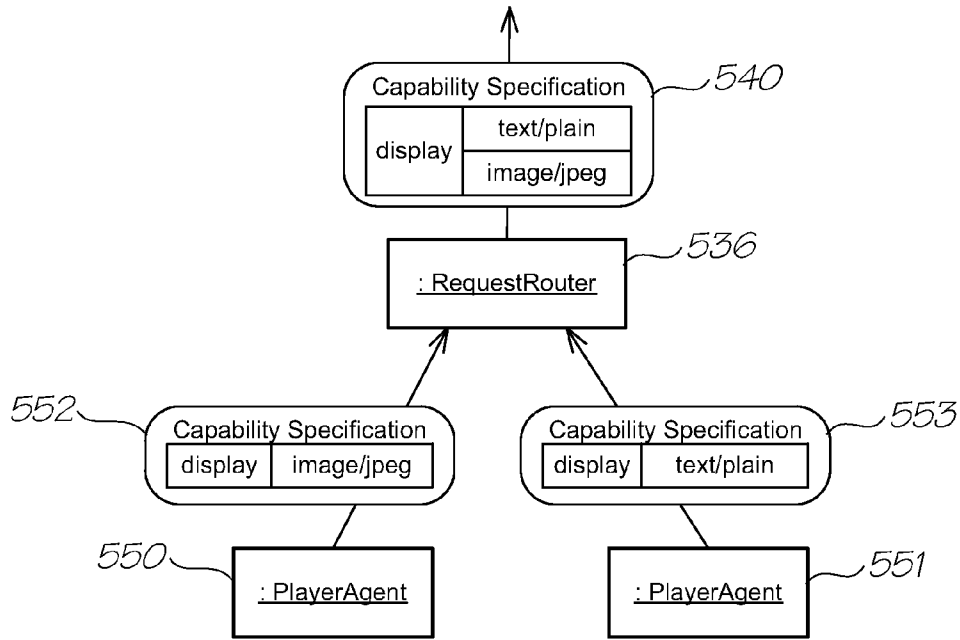 Capability Specification
540
display
text/plain
image/jpeg
536
: RequestRouter
552
Capability Specification
display
image/jpeg
553
Capability Specification
display
text/plain
550
: PlayerAgent
551
: PlayerAgent